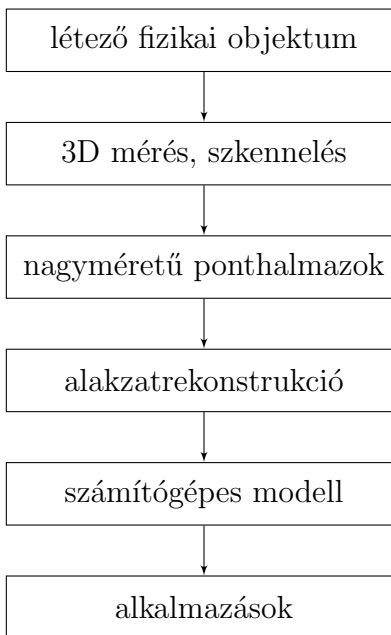 létező fizikai objektum
3D mérés, szkennelés
nagyméretű ponthalmazok
alakzatrekonstrukció
számítógépes modell
alkalmazások